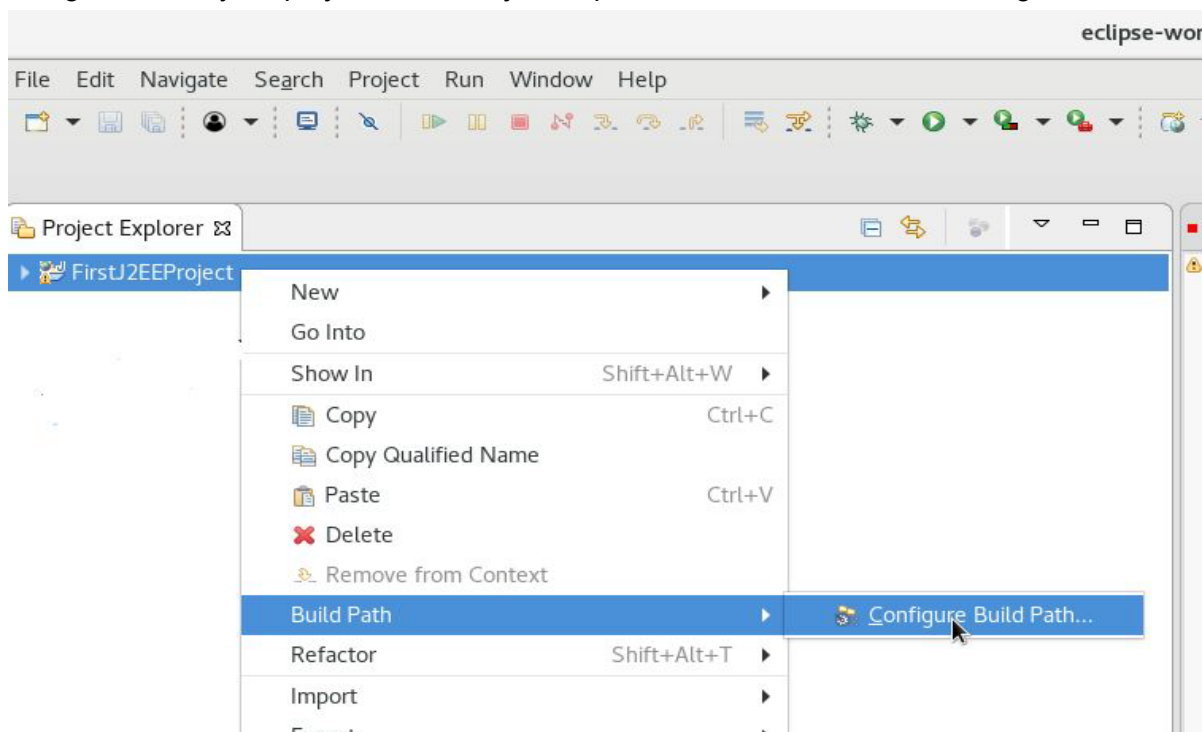 eclipse-wor
File Edit Navigate Search Project Run Window Help
Project Explorer
FirstJ2EEProject
New
Go Into
Show In Shift+Alt+W
Copy Ctrl+C
Copy Qualified Name
Paste Ctrl+V
Delete
Remove from Context
Build Path
Configure Build Path...
Refactor Shift+Alt+T
Import